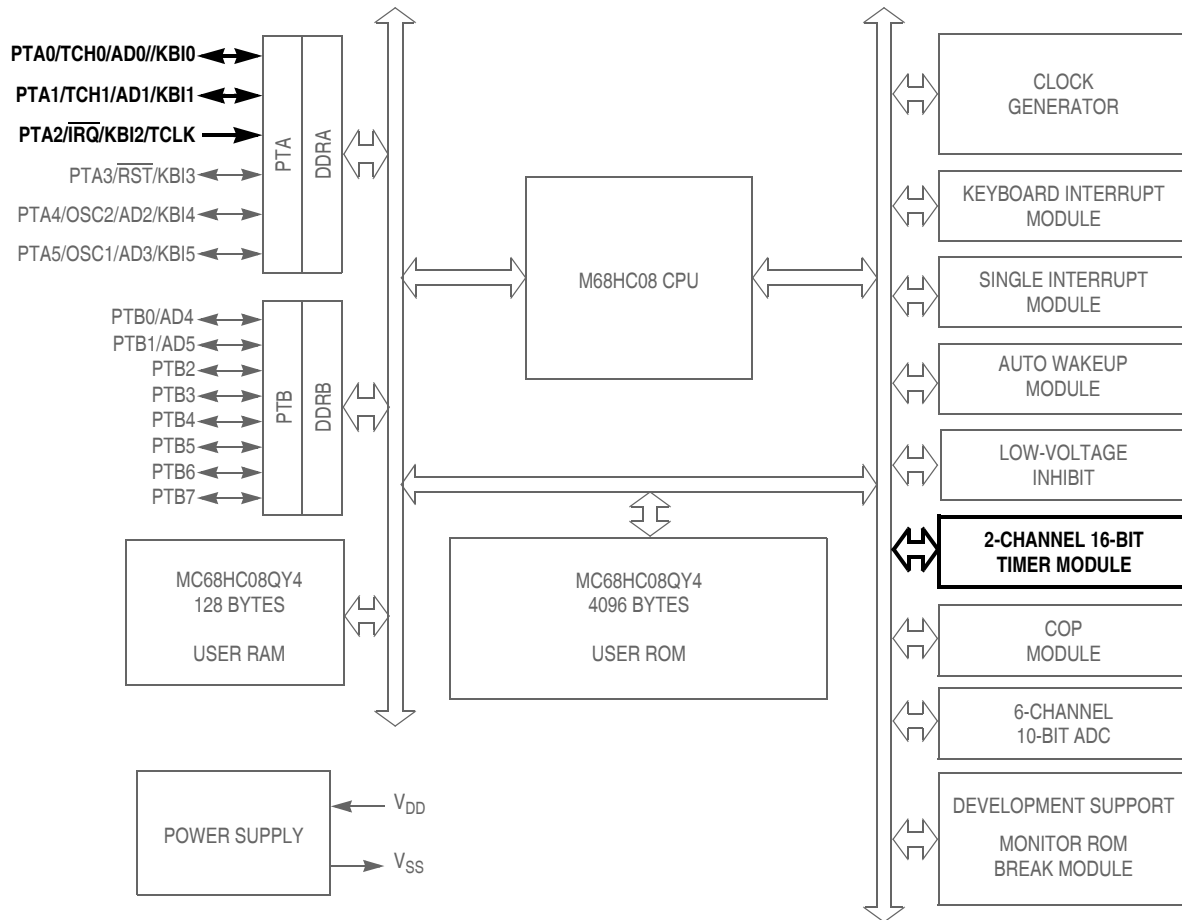 PTA0/TCH0/AD0//KBI0
PTA1/TCH1/AD1/KBI1
PTA2/IRQ/KBI2/TCLK
PTA3/RST/KBI3
PTA4/OSC2/AD2/KBI4
PTA5/OSC1/AD3/KBI5
PTA
DDRA
PTB0/AD4
PTB1/AD5
PTB2
PTB3
PTB4
PTB5
PTB6
PTB7
PTB
DDRB
M68HC08 CPU
MC68HC08QY4
128 BYTES
USER RAM
MC68HC08QY4
4096 BYTES
USER ROM
POWER SUPPLY
VDD
VSS
CLOCK
GENERATOR
KEYBOARD INTERRUPT
MODULE
SINGLE INTERRUPT
MODULE
AUTO WAKEUP
MODULE
LOW-VOLTAGE
INHIBIT
2-CHANNEL 16-BIT
TIMER MODULE
COP
MODULE
6-CHANNEL
10-BIT ADC
DEVELOPMENT SUPPORT
MONITOR ROM
BREAK MODULE